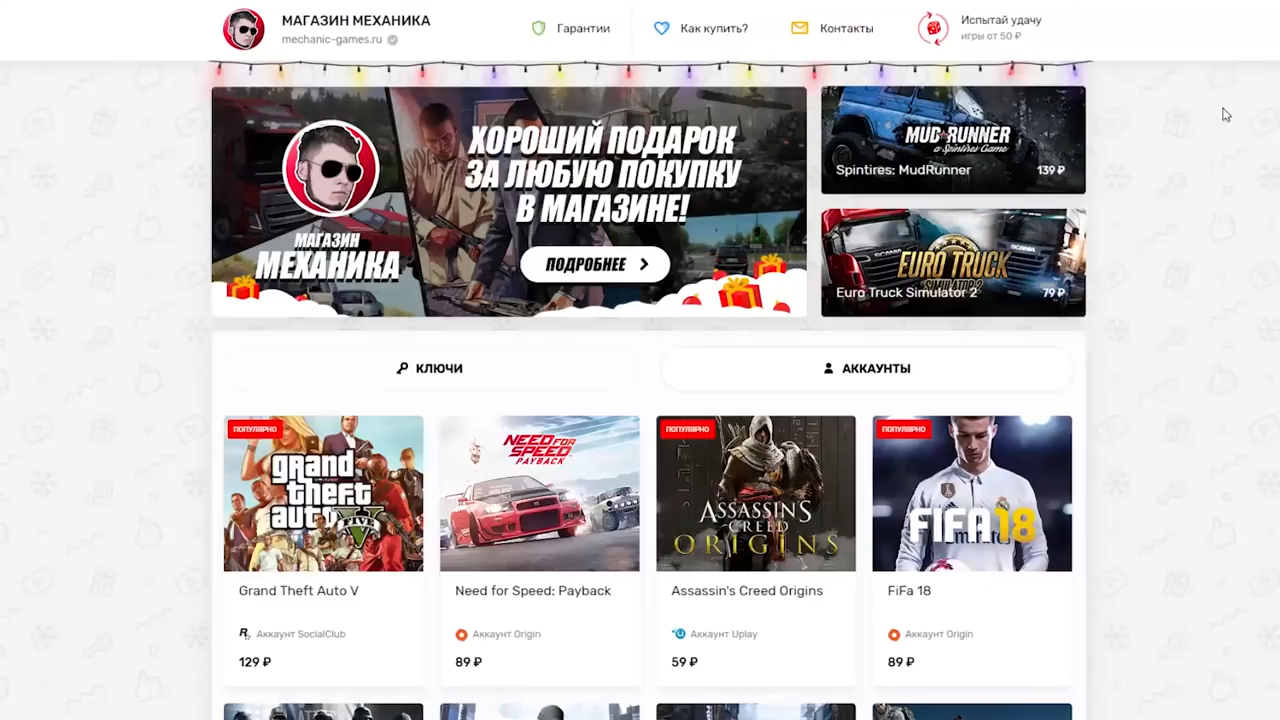 МАГАЗИН МЕХАНИКА
mechanic-games.ru
Гарантии
Как купить?
Контакты
Испытай удачу
игры от 50 ₽
ХОРОШИЙ ПОДАРОК
ЗА ЛЮБУЮ ПОКУПКУ
В МАГАЗИНЕ!
МАГАЗИН
МЕХАНИКА
ПОДРОБНЕЕ
MUDRUNNER
a Spintires Game
Spintires: MudRunner
139 ₽
EURO TRUCK
SIMULATOR 2
Euro Truck Simulator 2
79 ₽
КЛЮЧИ
АККАУНТЫ
ПОПУЛЯРНО
grand
theft
auto
FIVE
Grand Theft Auto V
Аккаунт SocialClub
129 ₽
NEED FOR
SPEED
PAYBACK
Need for Speed: Payback
Аккаунт Origin
89 ₽
ПОПУЛЯРНО
ASSASSIN'S
CREED
ORIGINS
Assassin's Creed Origins
Аккаунт Uplay
59 ₽
ПОПУЛЯРНО
FIFA 18
FiFa 18
Аккаунт Origin
89 ₽